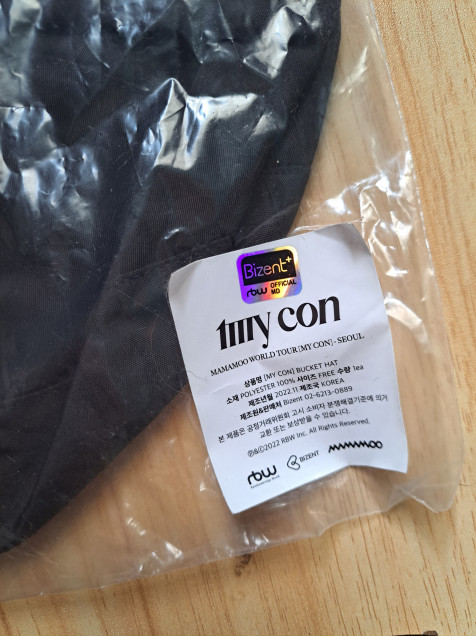 Bizent+
rbw OFFICIAL MD
my con
MAMAMOO WORLD TOUR [MY CON] - SEOUL
상품명 [MY CON] BUCKET HAT
소재 POLYESTER 100% 사이즈 FREE 수량 1ea
제조년월 2022.11 제조국 KOREA
제조원&판매처 Bizent 02-6213-0889
본 제품은 공정거래위원회 고시 소비자 분쟁해결기준에 의거
교환 또는 보상받을 수 있습니다.
℗&©2022 RBW Inc. All Rights Reserved.
rbw BIZENT